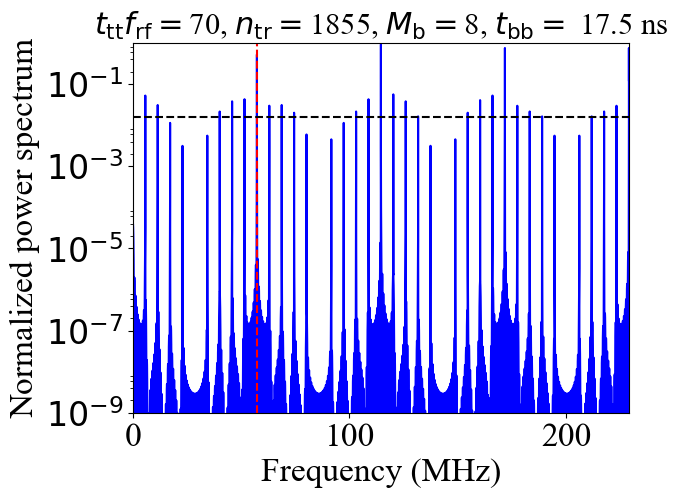 t_tt f_rf = 70, n_tr = 1855, M_b = 8, t_bb = 17.5 ns
Normalized power spectrum
10^-1
10^-3
10^-5
10^-7
10^-9
0 100 200
Frequency (MHz)